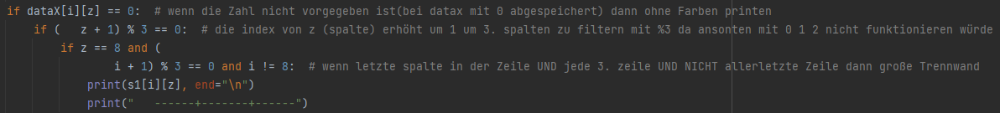 if dataX[i][z] == 0:  # wenn die Zahl nicht vorgegeben ist(bei datax mit 0 abgespeichert) dann ohne Farben printen
    if (   z + 1) % 3 == 0:  # die index von z (spalte) erhöht um 1 um 3. spalten zu filtern mit %3 da ansonten mit 0 1 2 nicht funktionieren würde
        if z == 8 and (
                i + 1) % 3 == 0 and i != 8:  # wenn letzte spalte in der Zeile UND jede 3. zeile UND NICHT allerletzte Zeile dann große Trennwand
            print(s1[i][z], end="\n")
            print("   ------+-------+------")